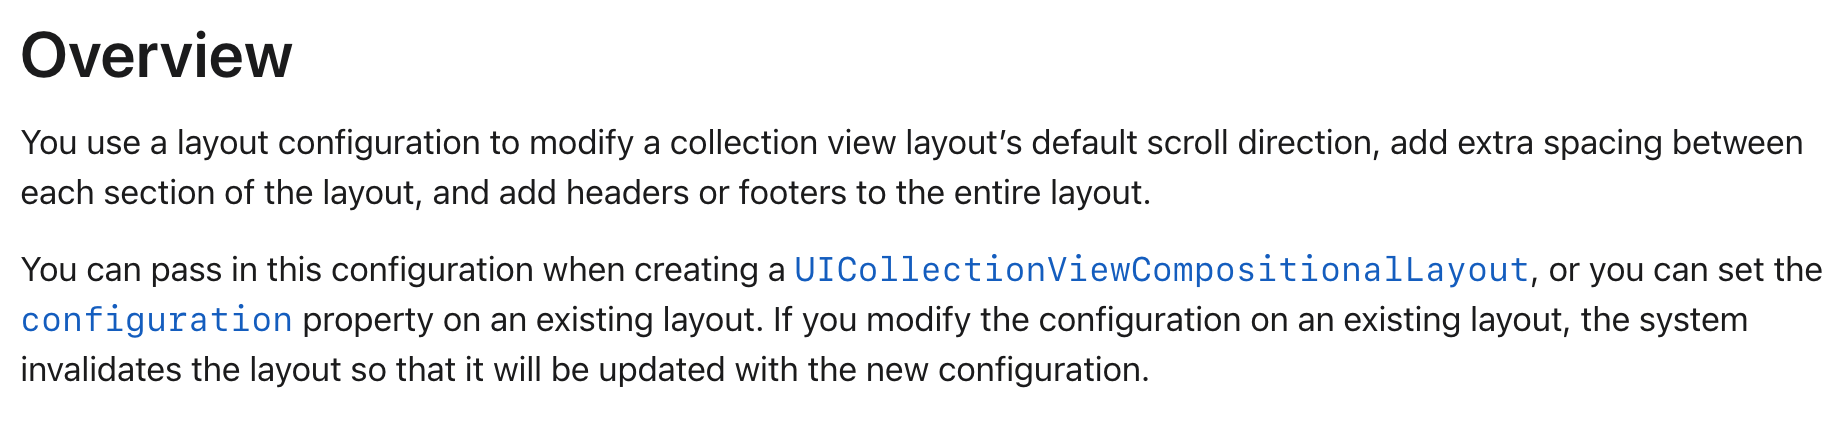 Overview
You use a layout configuration to modify a collection view layout’s default scroll direction, add extra spacing between
each section of the layout, and add headers or footers to the entire layout.
You can pass in this configuration when creating a UICollectionViewCompositionalLayout, or you can set the
configuration property on an existing layout. If you modify the configuration on an existing layout, the system
invalidates the layout so that it will be updated with the new configuration.